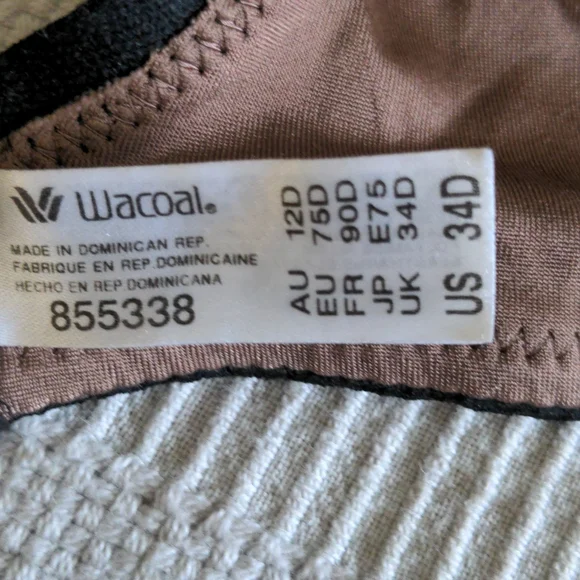 Wacoal®
MADE IN DOMINICAN REP.
FABRIQUE EN REP.DOMINICAINE
HECHO EN REP.DOMINICANA
855338
AU 12D
EU 75D
FR 90D
JP E75
UK 34D
US 34D